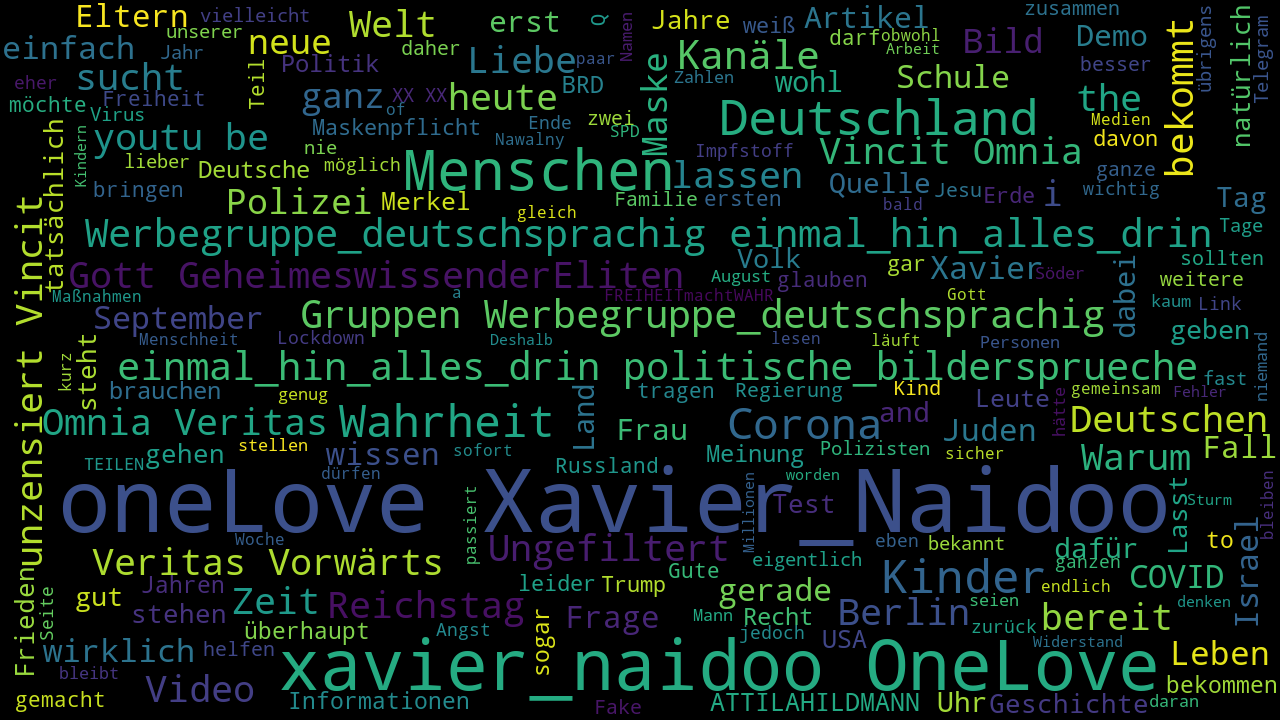 Eltern vielleicht Welt erst Q Namen Jahre weiß Artikel zusammen
unserer
einfach Jahr neue daher Liebe paar Kanäle darf obwohl Arbeit Bild Demo bekommt übrigens natürlich Telegram
sucht Teil Politik BRD Maske Zahlen wohl Schule besser
eher Freiheit ganz XX XX heute the
möchte Virus of zwei Deutschland Medien
youtu be Maskenpflicht Ende SPD davon
Kindern nie Nawalny Impfstoff Vincit Omnia
tatsächlich lieber Deutsche möglich Menschen lassen Quelle Jesu Erde i ganze
bringen Polizei Merkel Familie ersten bald wichtig Tag
gleich
Vincit Werbegruppe_deutschsprachig einmal_hin_alles_drin Tage
Gott GeheimeswissenderEliten Volk August glauben gar Xavier Söder dabei sollten
weitere
Maßnahmen a FREIHEITmachtWAHR Gott kaum Link
September Gruppen Werbegruppe_deutschsprachig geben
Menschheit Lockdown Deshalb lesen läuft Personen
kurz steht einmal_hin_alles_drin politische_bildersprueche fast niemand
brauchen genug tragen Regierung Kind Leute hätte gemeinsam Fehler
unzensiert Omnia Veritas Wahrheit Land Frau Corona and Juden Deutschen
stellen
gehen wissen sofort Meinung Polizisten sicher Warum Fall
TEILEN dürfen Russland worden
oneLove Xavier_Naidoo
passiert Millionen Test Lasst Sturm bleiben
Woche Ungefiltert eben bekannt to Israel
Veritas Vorwärts eigentlich dafür
ganzen
Frieden Seite Jahren leider Trump Gute gerade Kinder endlich COVID
gut Zeit Reichstag seien denken
stehen sogar Frage Mann Recht Berlin bereit
überhaupt Angst jedoch USA zurück Widerstand
wirklich helfen xavier_naidoo OneLove Leben
bleibt bekommen
gemacht Video Informationen Fake ATTILAHILDMANN Uhr Geschichte daran